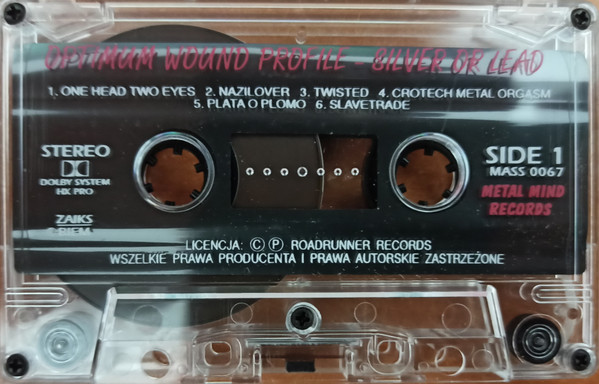 OPTIMUM WOUND PROFILE - SILVER OR LEAD
1. ONE HEAD TWO EYES 2. NAZILOVER 3. TWISTED 4. CROTECH METAL ORGASM
5. PLATA O PLOMO 6. SLAVETRADE
STEREO
DOLBY SYSTEM
HX PRO
SIDE 1
MASS 0067
METAL MIND
RECORDS
ZAIKS
LICENCJA: © Ⓟ ROADRUNNER RECORDS
WSZELKIE PRAWA PRODUCENTA I PRAWA AUTORSKIE ZASTRZEŻONE